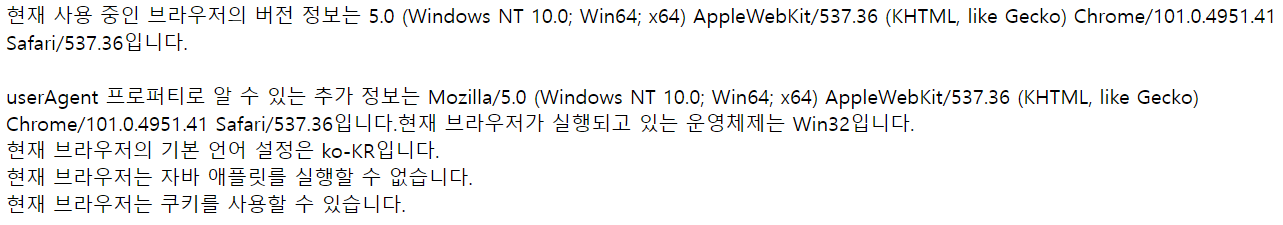 현재 사용 중인 브라우저의 버전 정보는 5.0 (Windows NT 10.0; Win64; x64) AppleWebKit/537.36 (KHTML, like Gecko) Chrome/101.0.4951.41
Safari/537.36입니다.
userAgent 프로퍼티로 알 수 있는 추가 정보는 Mozilla/5.0 (Windows NT 10.0; Win64; x64) AppleWebKit/537.36 (KHTML, like Gecko)
Chrome/101.0.4951.41 Safari/537.36입니다.현재 브라우저가 실행되고 있는 운영체제는 Win32입니다.
현재 브라우저의 기본 언어 설정은 ko-KR입니다.
현재 브라우저는 자바 애플릿를 실행할 수 없습니다.
현재 브라우저는 쿠키를 사용할 수 있습니다.